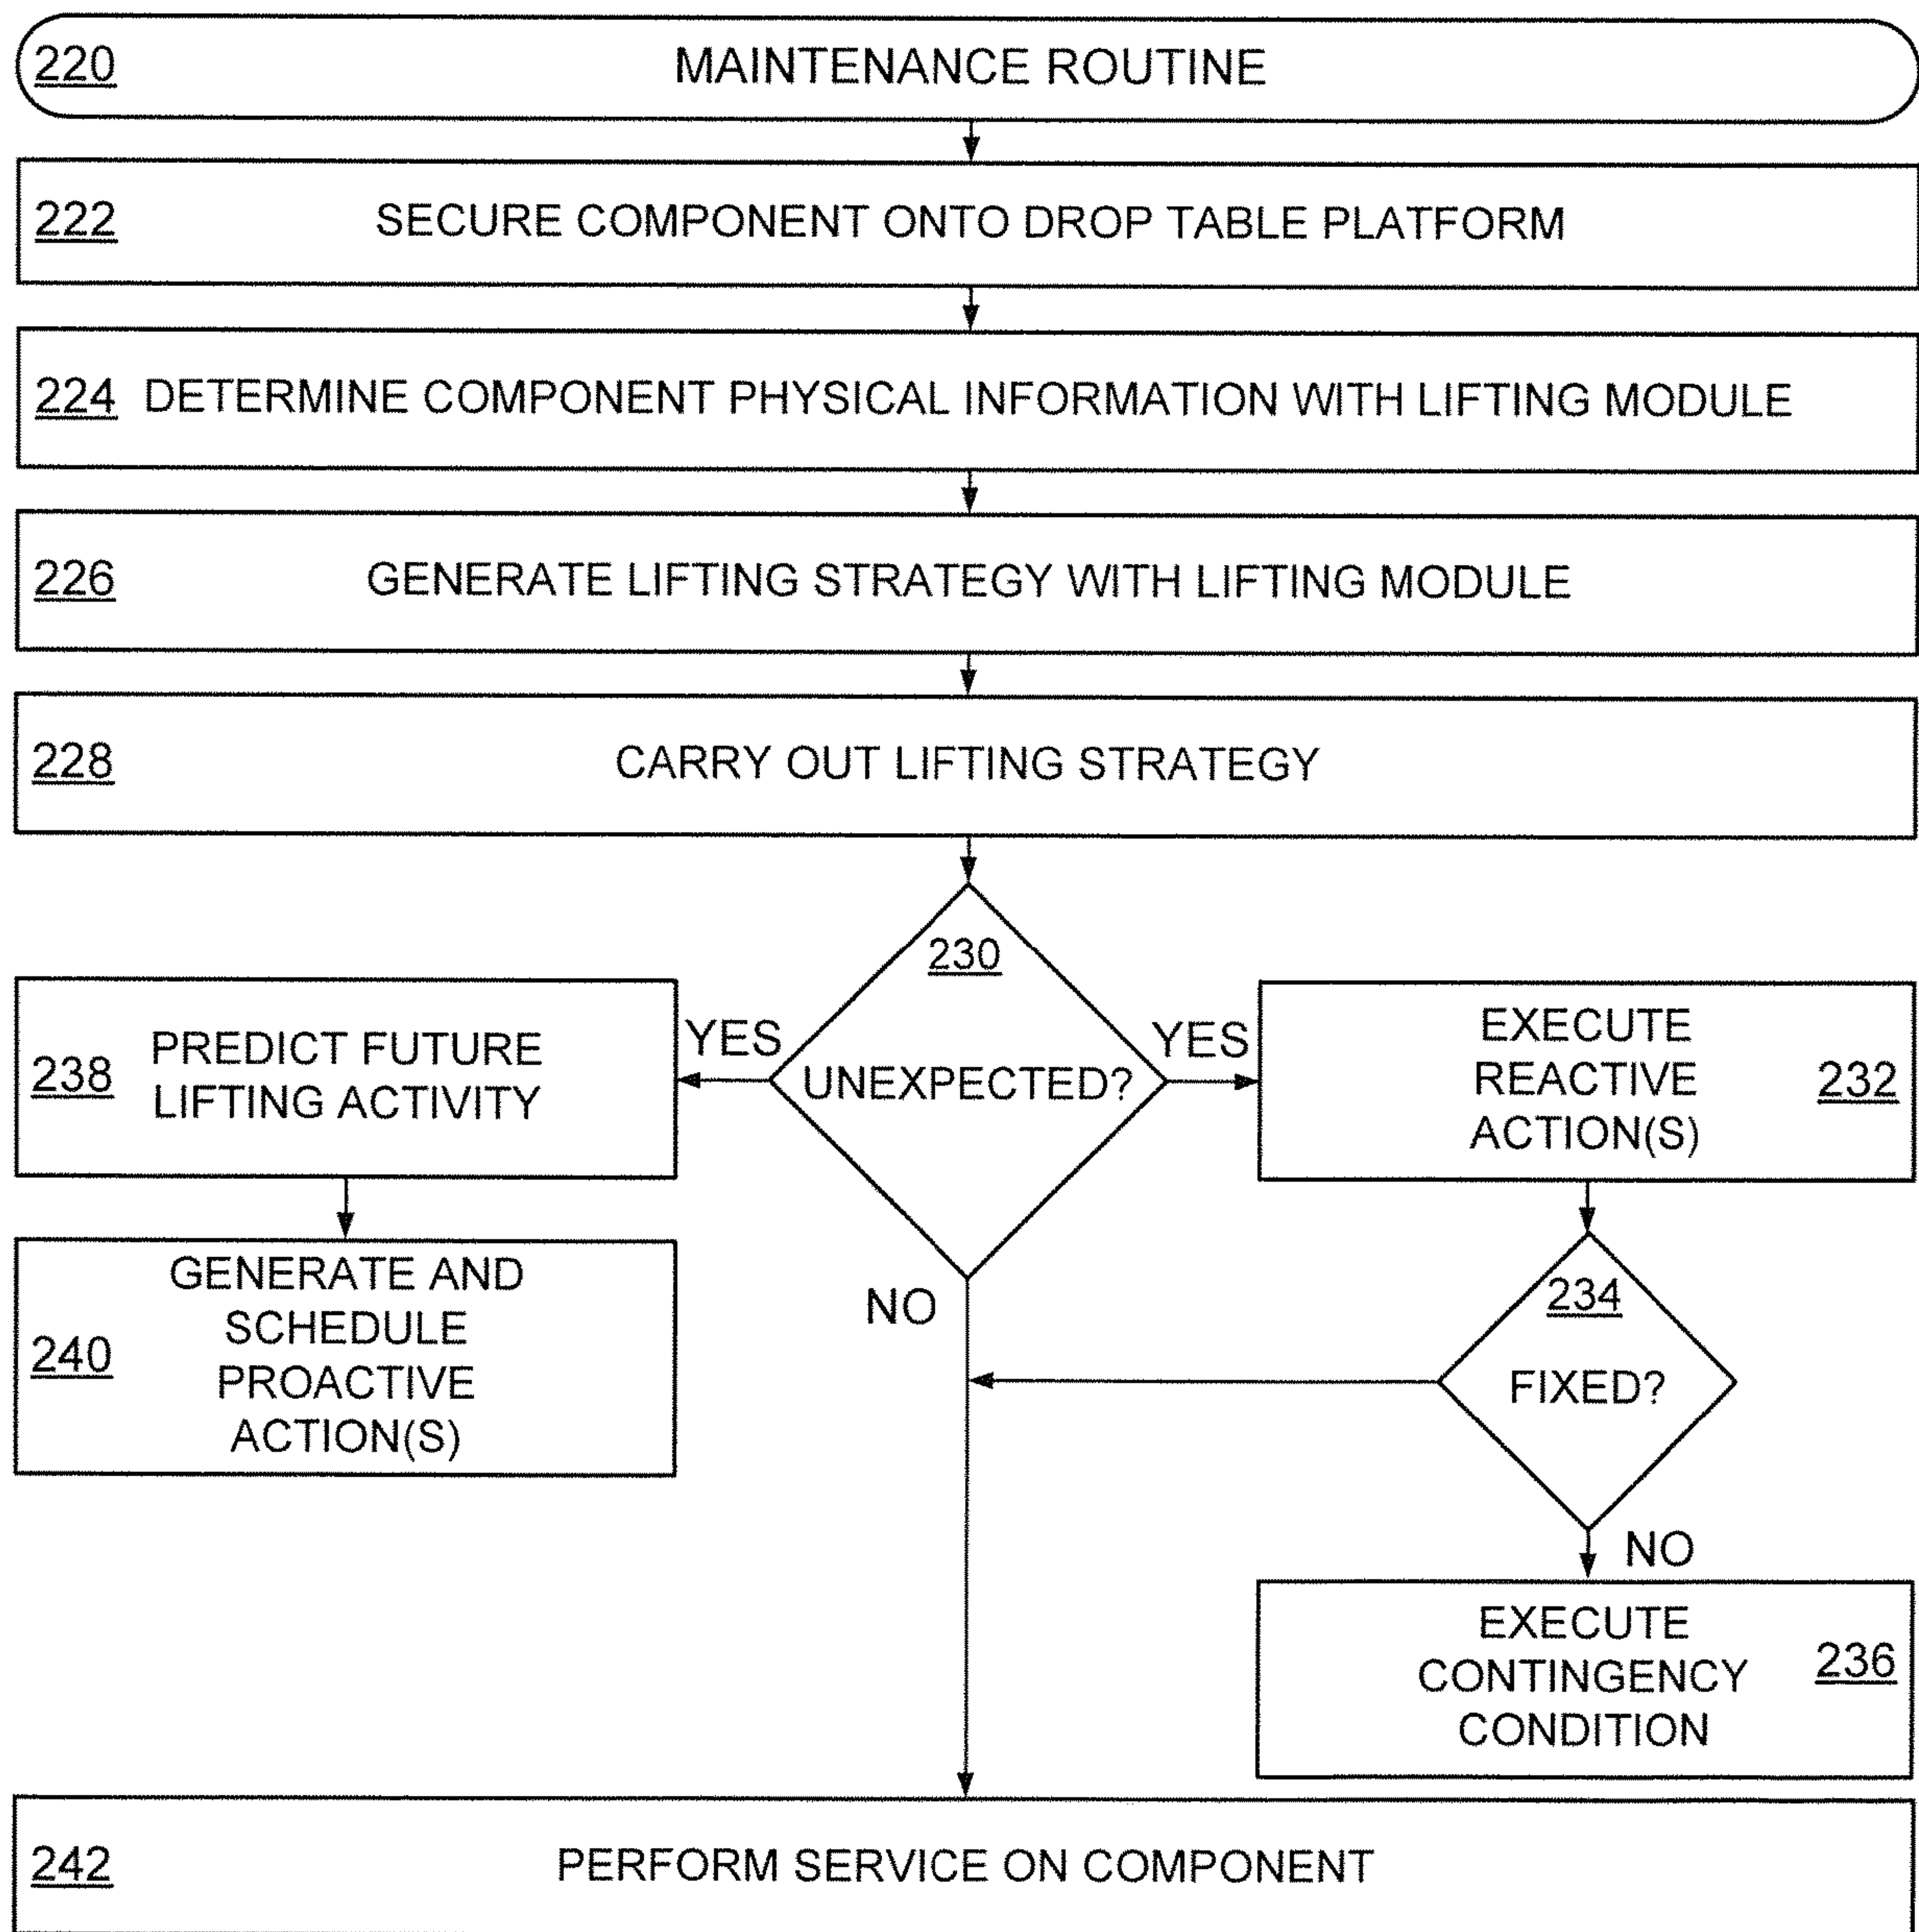 220 MAINTENANCE ROUTINE
222 SECURE COMPONENT ONTO DROP TABLE PLATFORM
224 DETERMINE COMPONENT PHYSICAL INFORMATION WITH LIFTING MODULE
226 GENERATE LIFTING STRATEGY WITH LIFTING MODULE
228 CARRY OUT LIFTING STRATEGY
230
UNEXPECTED?
YES
YES
NO
238
PREDICT FUTURE
LIFTING ACTIVITY
EXECUTE
REACTIVE
ACTION(S)
232
240
GENERATE AND
SCHEDULE
PROACTIVE
ACTION(S)
234
FIXED?
NO
EXECUTE
CONTINGENCY
CONDITION
236
242 PERFORM SERVICE ON COMPONENT